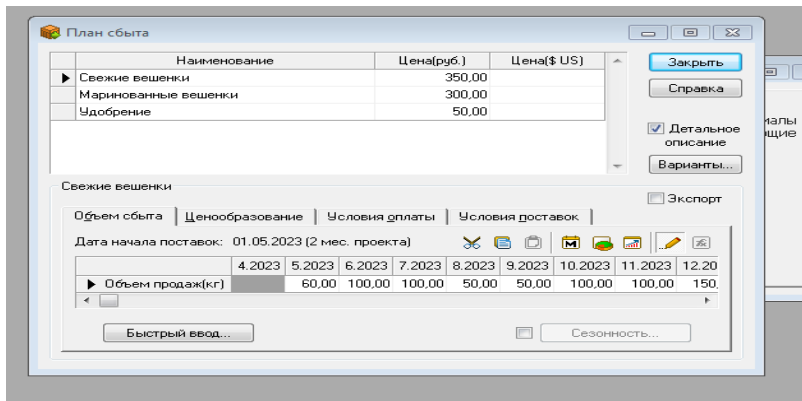 План сбыта
Наименование Цена(руб.) Цена($ US)
Свежие вешенки 350,00
Маринованные вешенки 300,00
Удобрение 50,00
Закрыть
Справка
Детальное
описание
Варианты...
Свежие вешенки
Экспорт
Объем сбыта Ценообразование Условия оплаты Условия поставок
Дата начала поставок: 01.05.2023 (2 мес. проекта)
4.2023 5.2023 6.2023 7.2023 8.2023 9.2023 10.2023 11.2023 12.20
Объем продаж(кг) 60,00 100,00 100,00 50,00 50,00 100,00 100,00 150,
Быстрый ввод... Сезонность...